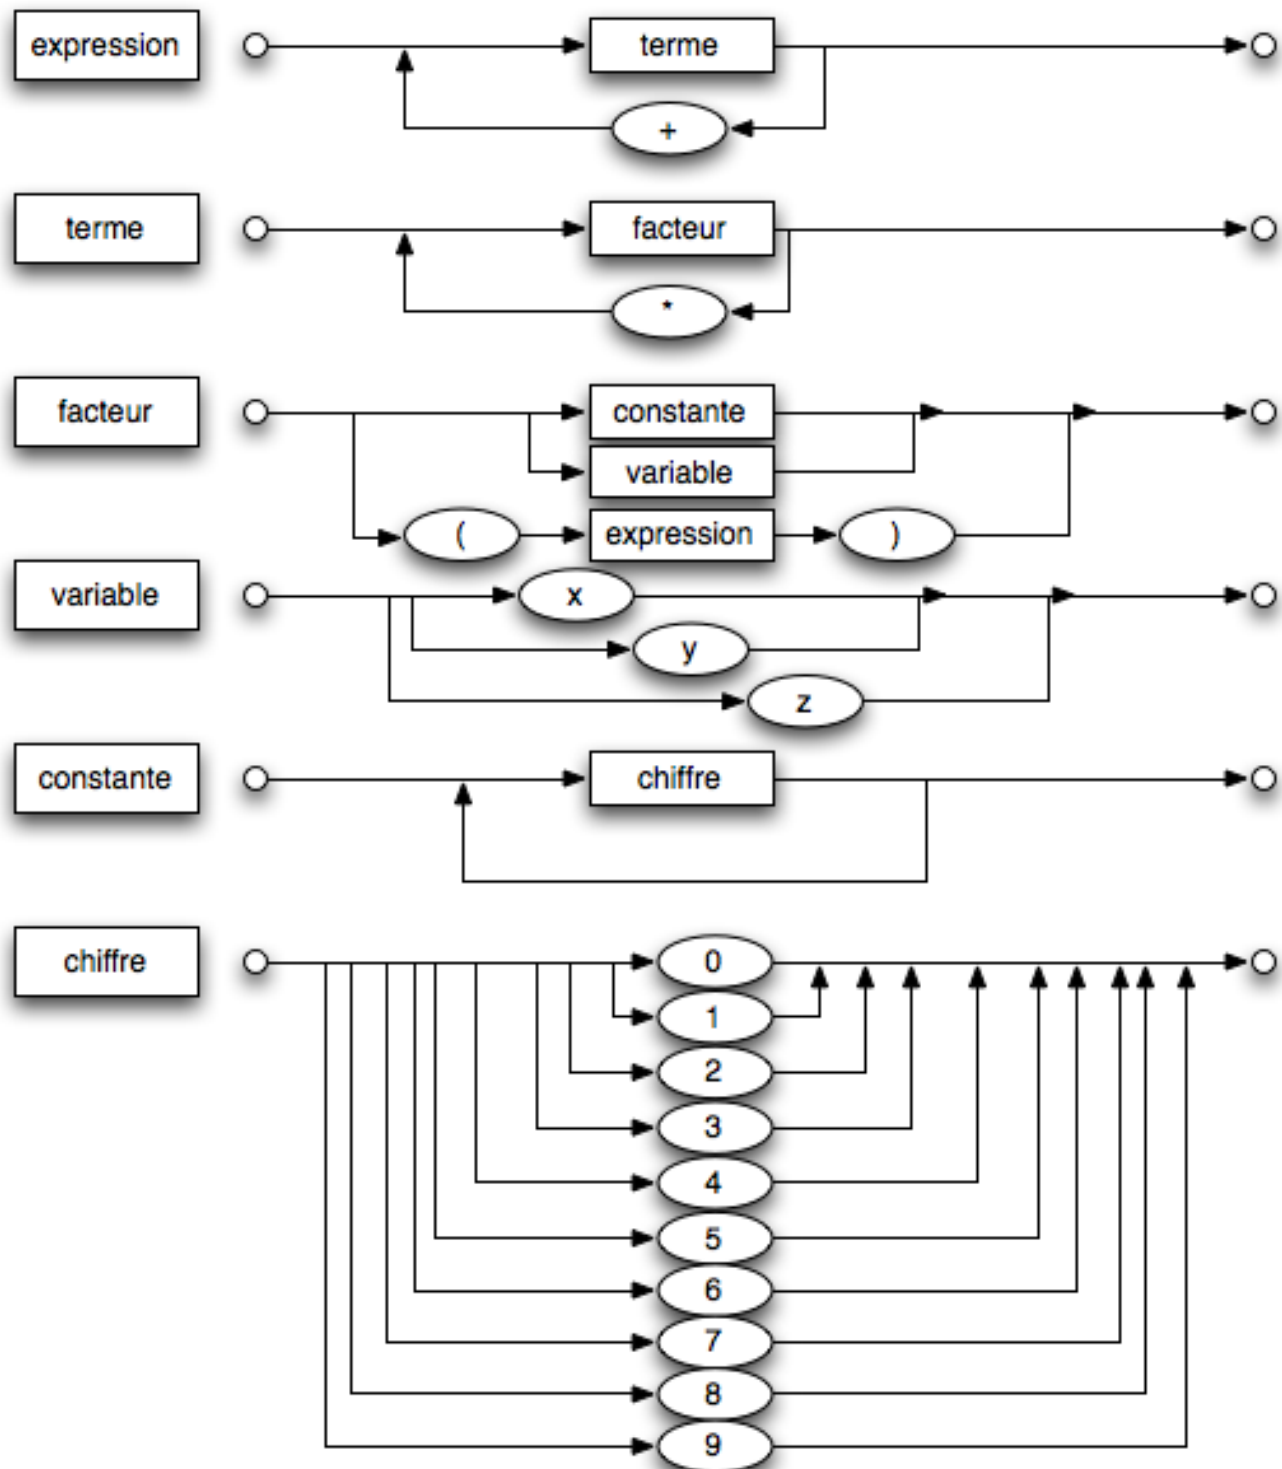 expression terme
+
terme facteur
*
facteur constante
variable
( expression )
variable x
y
z
constante chiffre
chiffre 0
1
2
3
4
5
6
7
8
9